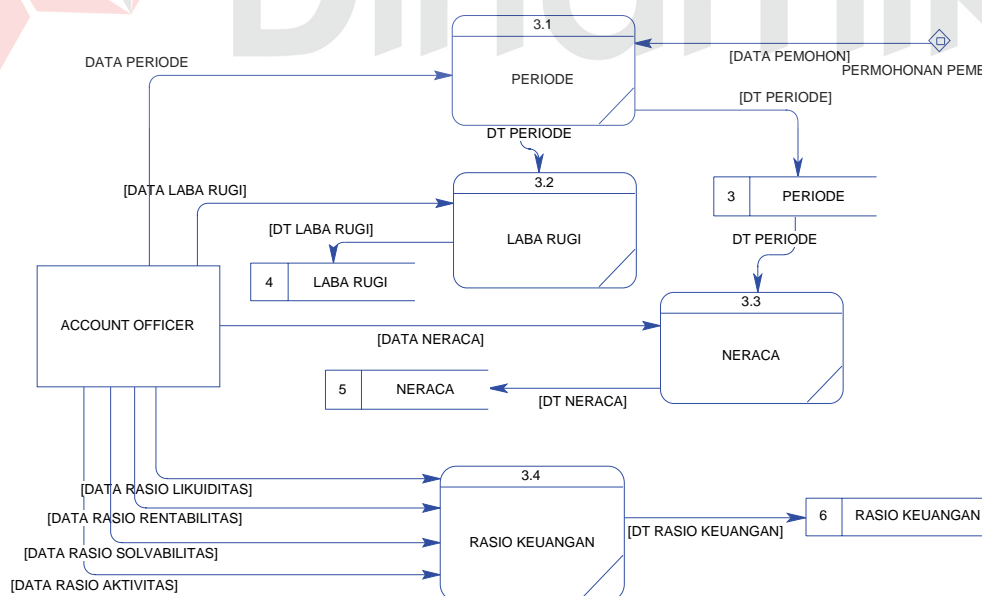 Dinamik
3.1
DATA PERIODE
[DATA PEMOHON]
PERMOHONAN PEMBE
PERIODE
[DT PERIODE]
DT PERIODE
3.2
[DATA LABA RUGI]
3
PERIODE
[DT LABA RUGI]
LABA RUGI
DT PERIODE
4
LABA RUGI
3.3
ACCOUNT OFFICER
[DATA NERACA]
NERACA
5
NERACA
[DT NERACA]
3.4
[DATA RASIO LIKUIDITAS]
[DATA RASIO RENTABILITAS]
6
RASIO KEUANGAN
[DT RASIO KEUANGAN]
RASIO KEUANGAN
[DATA RASIO SOLVABILITAS]
[DATA RASIO AKTIVITAS]